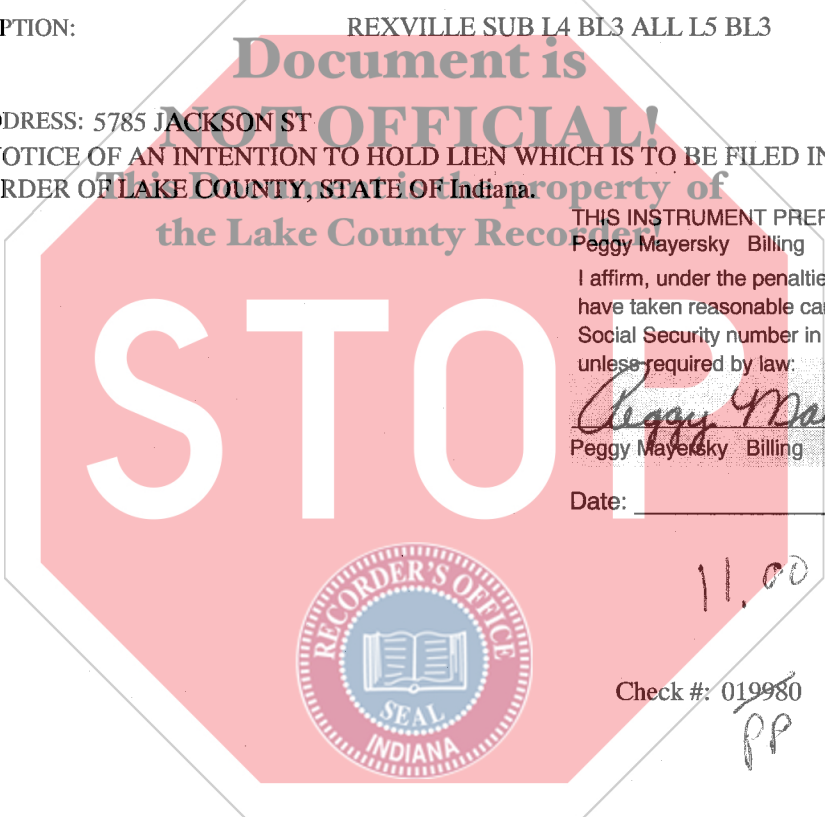 PTION: REXVILLE SUB L4 BL3 ALL L5 BL3
Document is
DRESS: 5785 JACKSON ST
NOT OFFICIAL!
NOTICE OF AN INTENTION TO HOLD LIEN WHICH IS TO BE FILED IN
RDER OF LAKE COUNTY, STATE OF Indiana.
This Document is the property of
the Lake County Recorder!
THIS INSTRUMENT PREP
Peggy Mayersky Billing
I affirm, under the penaltie
have taken reasonable car
Social Security number in
unless required by law:
Peggy Ma
Peggy Mayersky Billing
Date:
STOP
11.00
Check #: 019980
PP
RECORDER'S OFFICE
SEAL
INDIANA